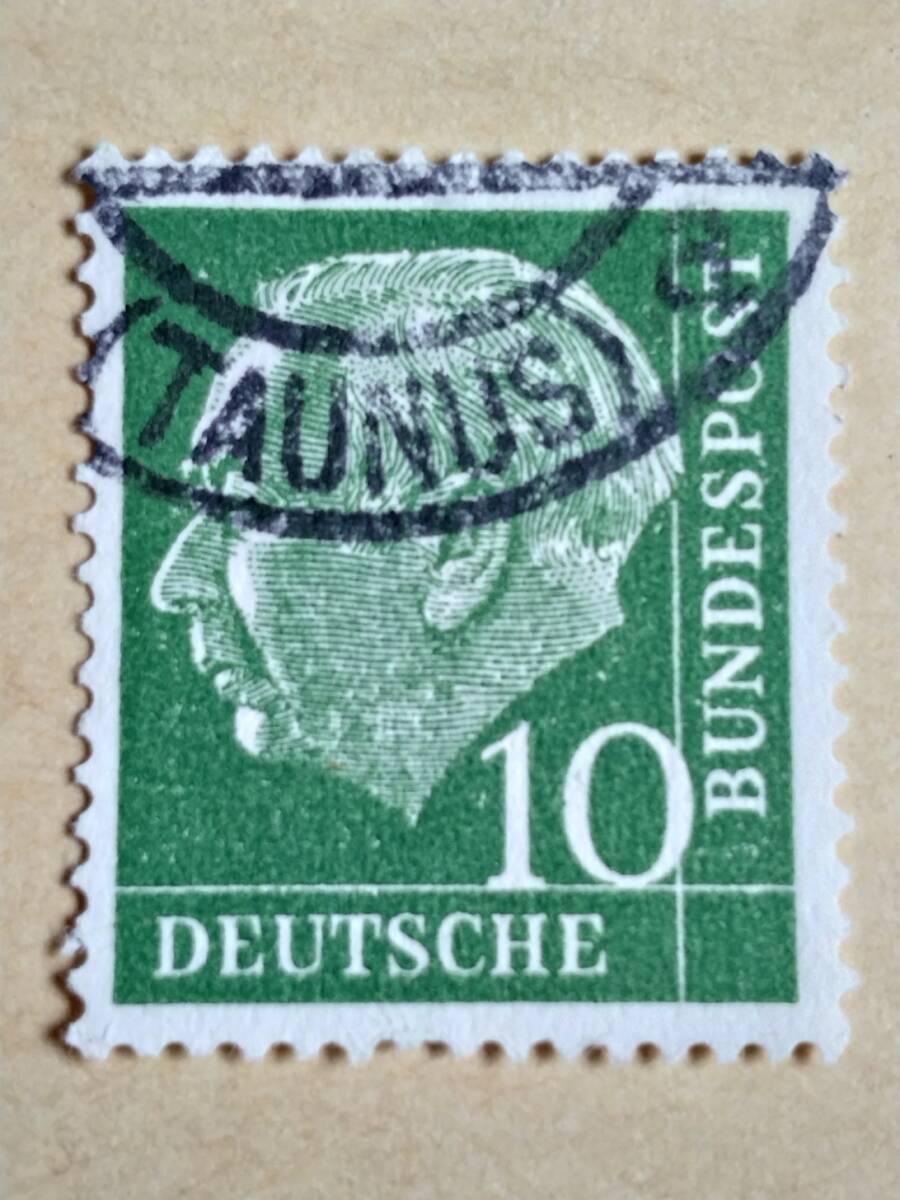 (TAUNUS)
BUNDESPOST
10
DEUTSCHE